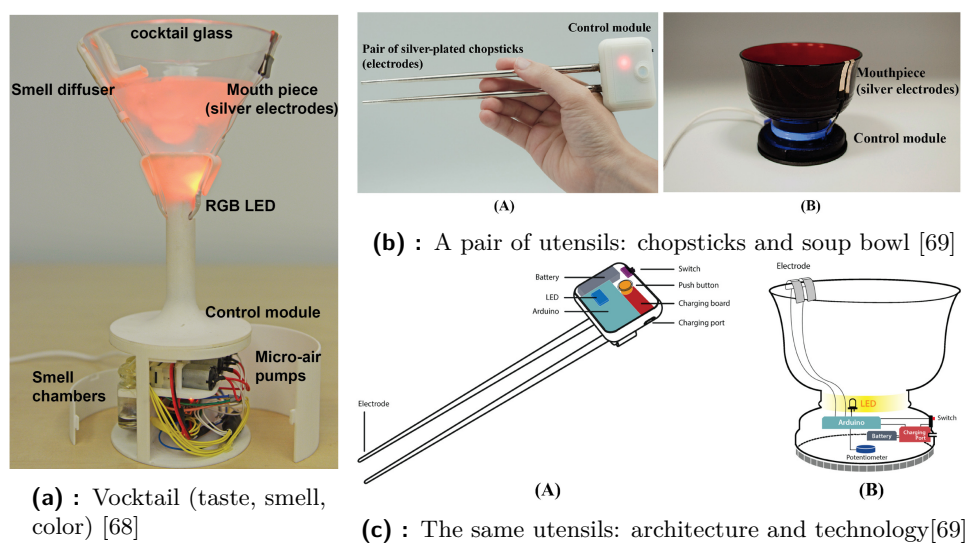 cocktail glass
Smell diffuser
Mouth piece
(silver electrodes)
RGB LED
Control module
Micro-air
pumps
Smell
chambers
(a) : Vocktail (taste, smell,
color) [68]
Control module
Pair of silver-plated chopsticks
(electrodes)
Mouthpiece
(silver electrodes)
Control module
(A)
(B)
(b) : A pair of utensils: chopsticks and soup bowl [69]
Battery
LED
Arduino
Switch
Push button
Charging board
Charging port
Electrode
(A)
Electrode
LED
Arduino
Switch
Battery
Charging
Port
Potentiometer
(B)
(c) : The same utensils: architecture and technology[69]